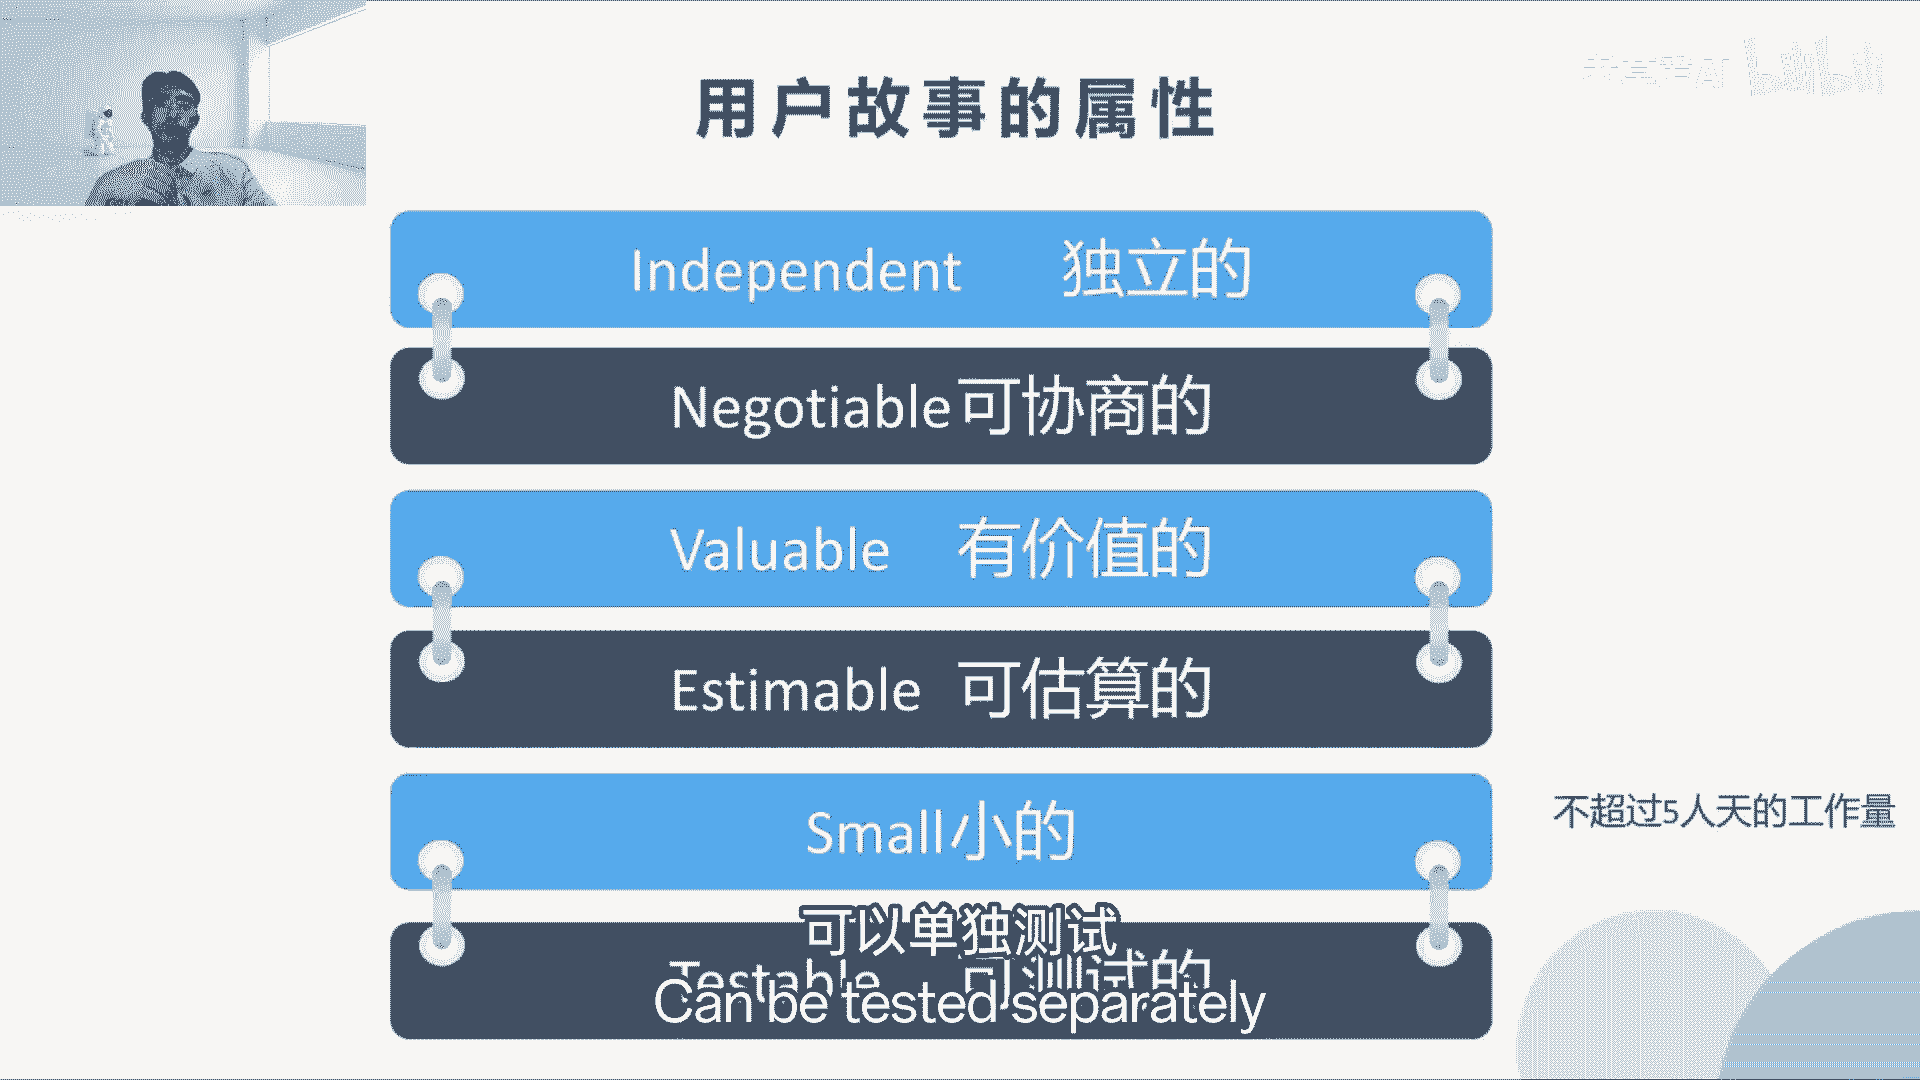 用户故事的属性
Independent 独立的
Negotiable 可协商的
Valuable 有价值的
Estimable 可估算的
Small 小的
不超过5人天的工作量
可以单独测试
Testable 可测试的
Can be tested separately
bilibili